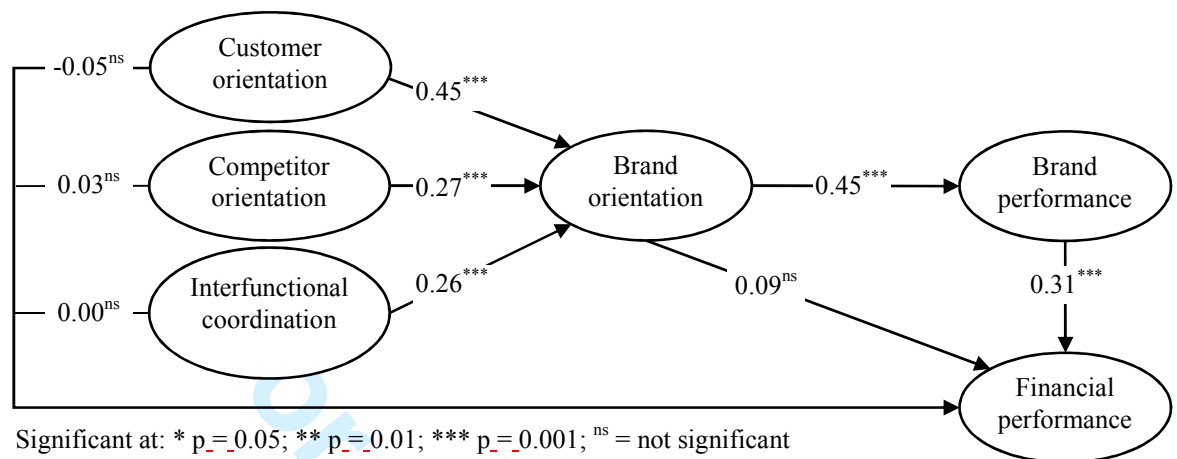 Customer
orientation
-0.05ns
0.45***
Competitor
orientation
0.03ns
0.27***
Interfunctional
coordination
0.00ns
0.26***
Brand
orientation
0.45***
0.09ns
Brand
performance
0.31***
Financial
performance
or
Significant at: * p = 0.05; ** p = 0.01; *** p = 0.001; ns = not significant